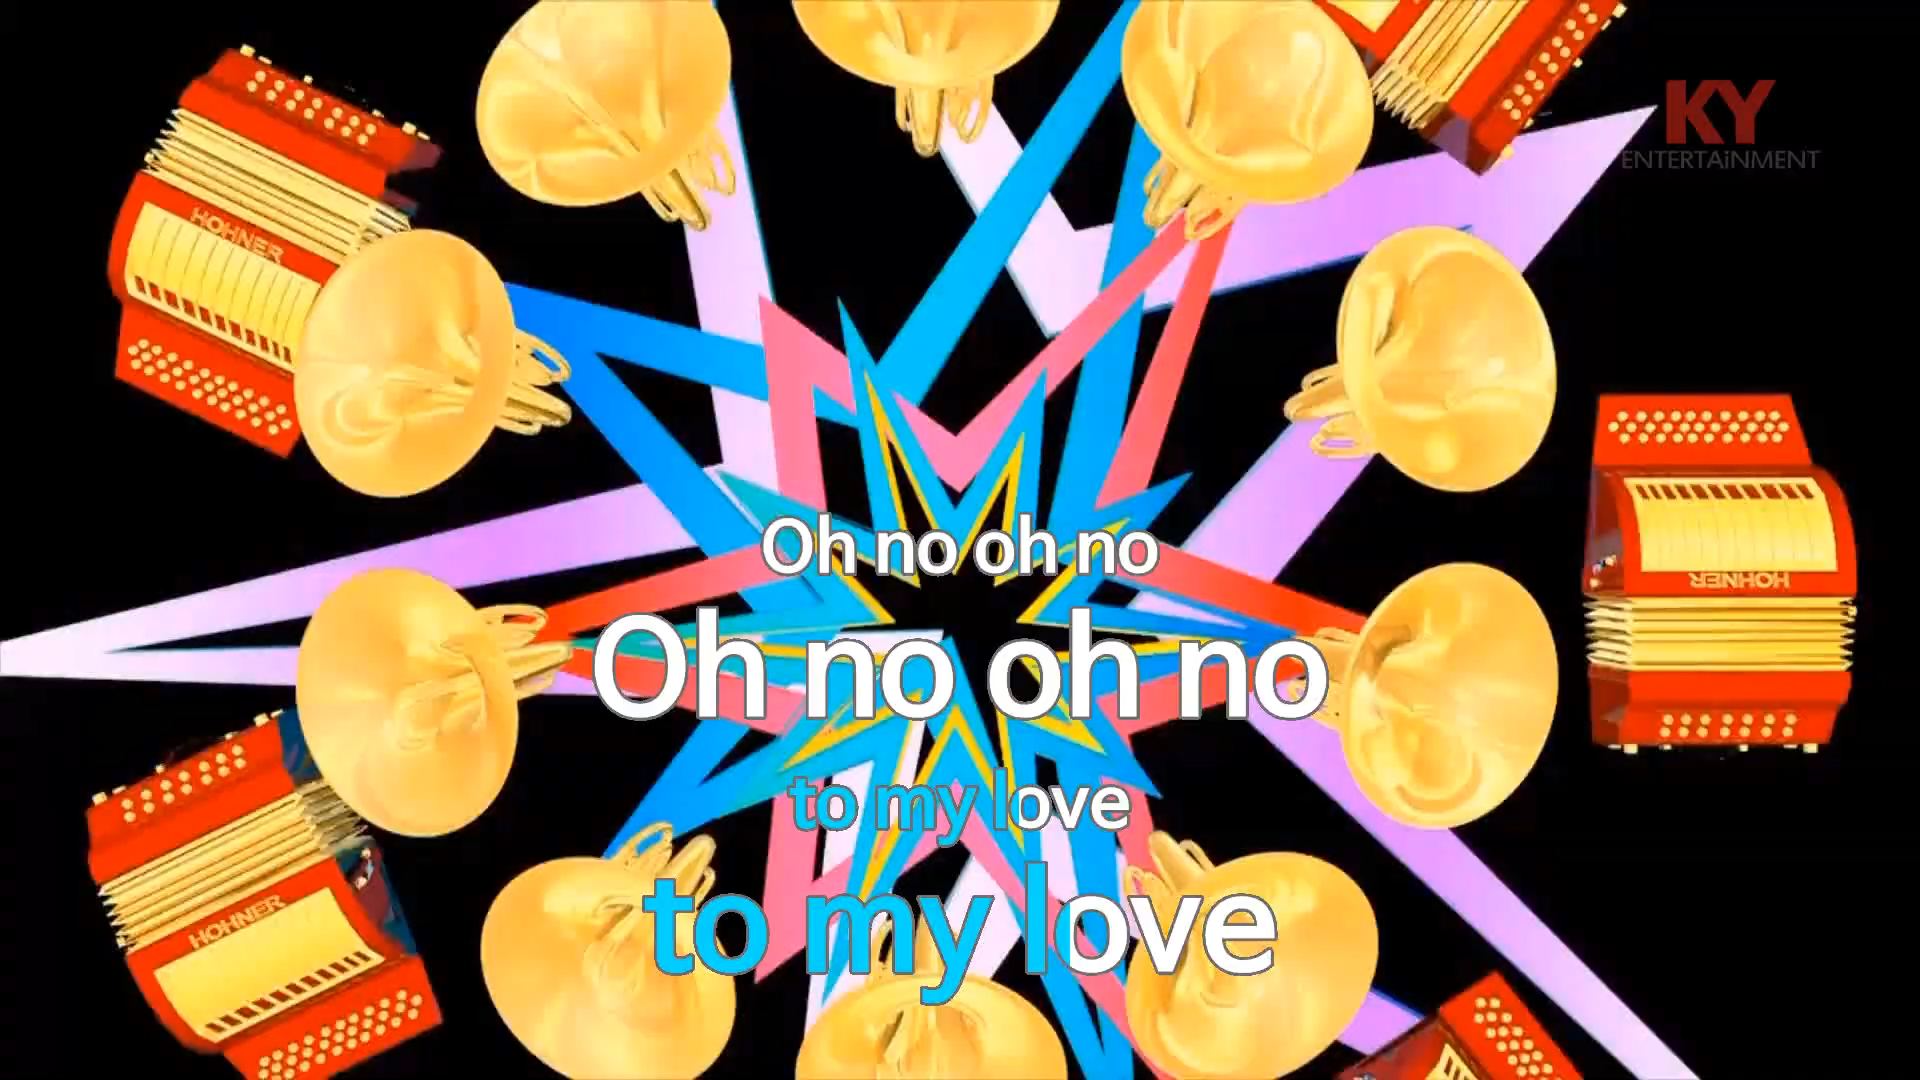 HOHNER
KY
ENTERTAiNMENT
HOHNER
Oh no oh no
Oh no oh no
to my love
to my love
HOHNER